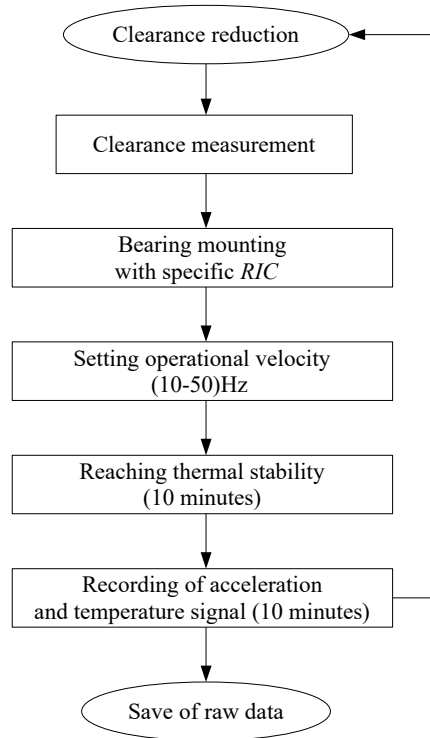 Clearance reduction
Clearance measurement
Bearing mounting
with specific RIC
Setting operational velocity
(10-50)Hz
Reaching thermal stability
(10 minutes)
Recording of acceleration
and temperature signal (10 minutes)
Save of raw data